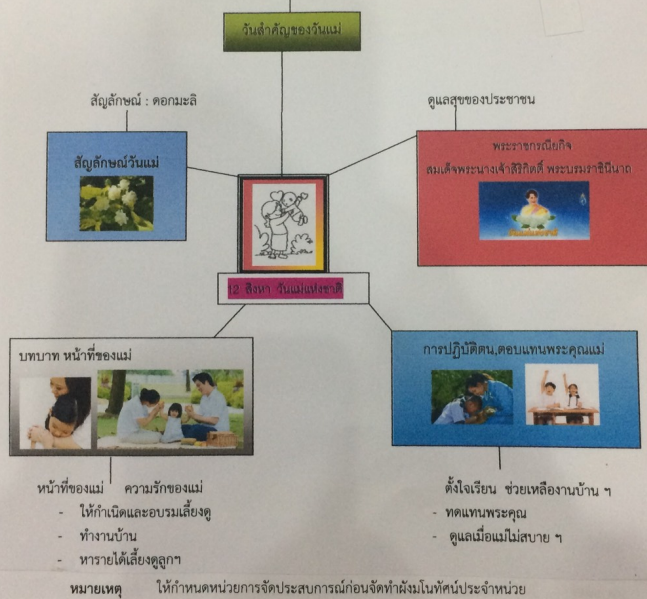 วันสำคัญของวันแม่
สัญลักษณ์ : ดอกมะลิ
ดูแลสุขของประชาชน
สัญลักษณ์วันแม่
พระราชกรณียกิจ
สมเด็จพระนางเจ้าสิริกิตติ์ พระบรมราชินีนาถ
12 สิงหา วันแม่แห่งชาติ
บทบาท หน้าที่ของแม่
การปฏิบัติตน,ตอบแทนพระคุณแม่
หน้าที่ของแม่ ความรักของแม่
- ให้กำเนิดและอบรมเลี้ยงดู
- ทำงานบ้าน
- หารายได้เลี้ยงดูลูกๆ
ตั้งใจเรียน ช่วยเหลืองานบ้าน ฯ
- ทดแทนพระคุณ
- ดูแลเมื่อแม่ไม่สบาย ฯ
หมายเหตุ ให้กำหนดหน่วยการจัดประสบการณ์ก่อนจัดทำผังมโนทัศน์ประจำหน่วย